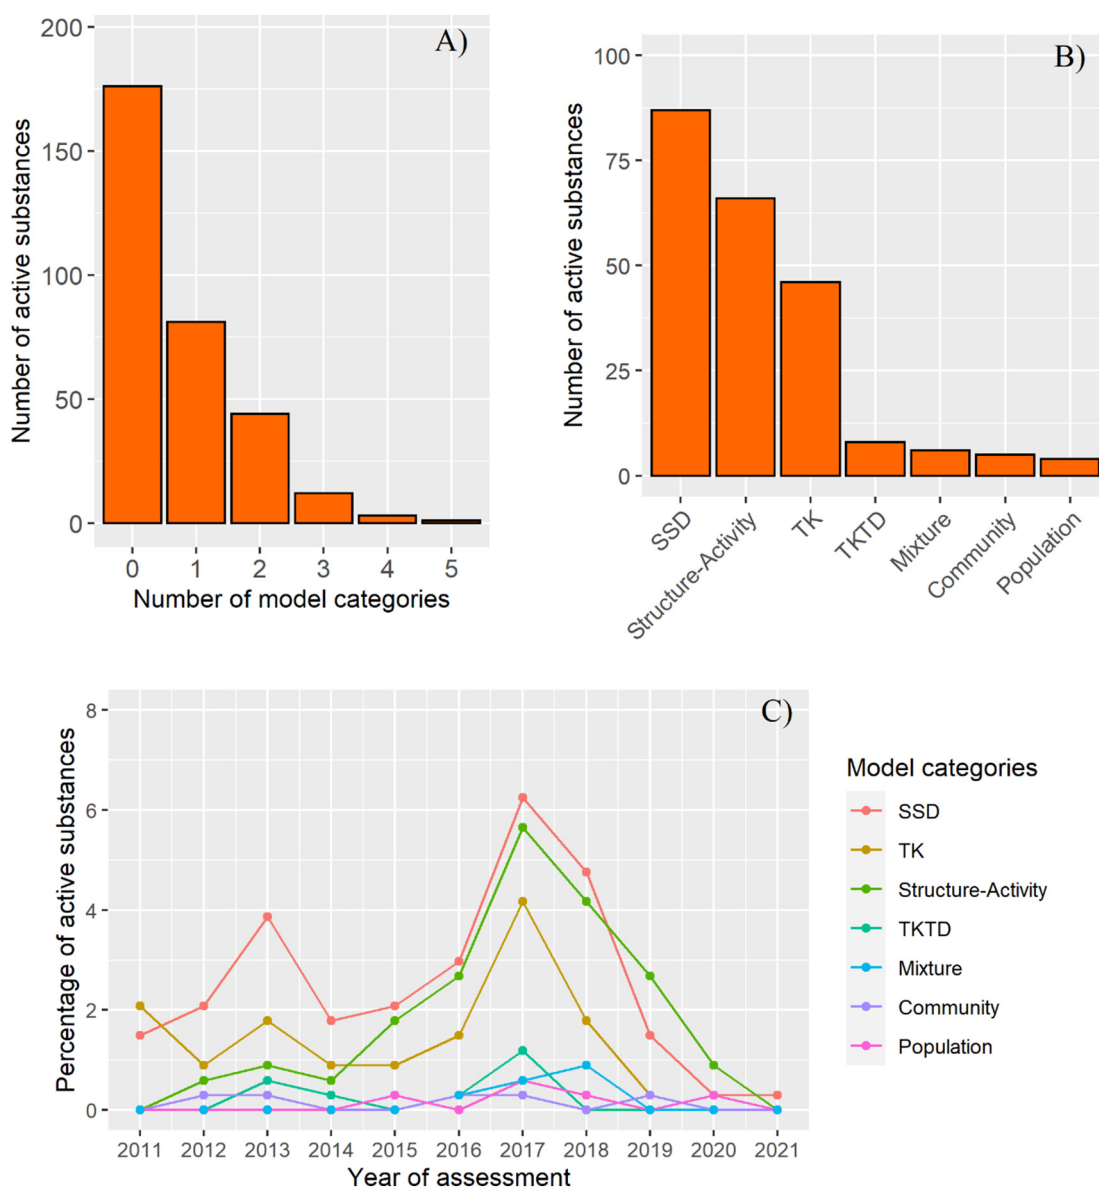 A)
200
150
100
50
0
Number of active substances
0 1 2 3 4 5
Number of model categories
B)
100
75
50
25
0
Number of active substances
SSD
Structure-Activity
TK
TKTD
Mixture
Community
Population
C)
8
6
4
2
0
Percentage of active substances
2011 2012 2013 2014 2015 2016 2017 2018 2019 2020 2021
Year of assessment
Model categories
SSD
TK
Structure-Activity
TKTD
Mixture
Community
Population